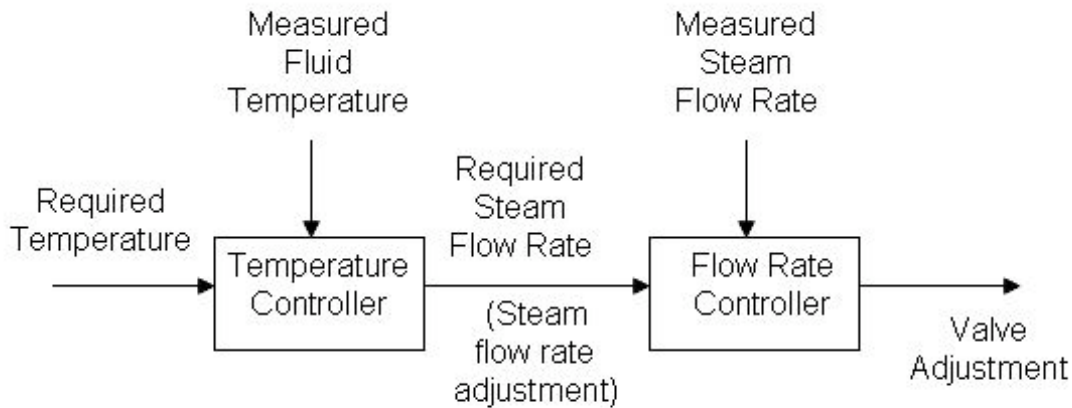 Measured
Fluid
Temperature
Measured
Steam
Flow Rate
Required
Temperature
Temperature
Controller
Required
Steam
Flow Rate
(Steam
flow rate
adjustment)
Flow Rate
Controller
Valve
Adjustment